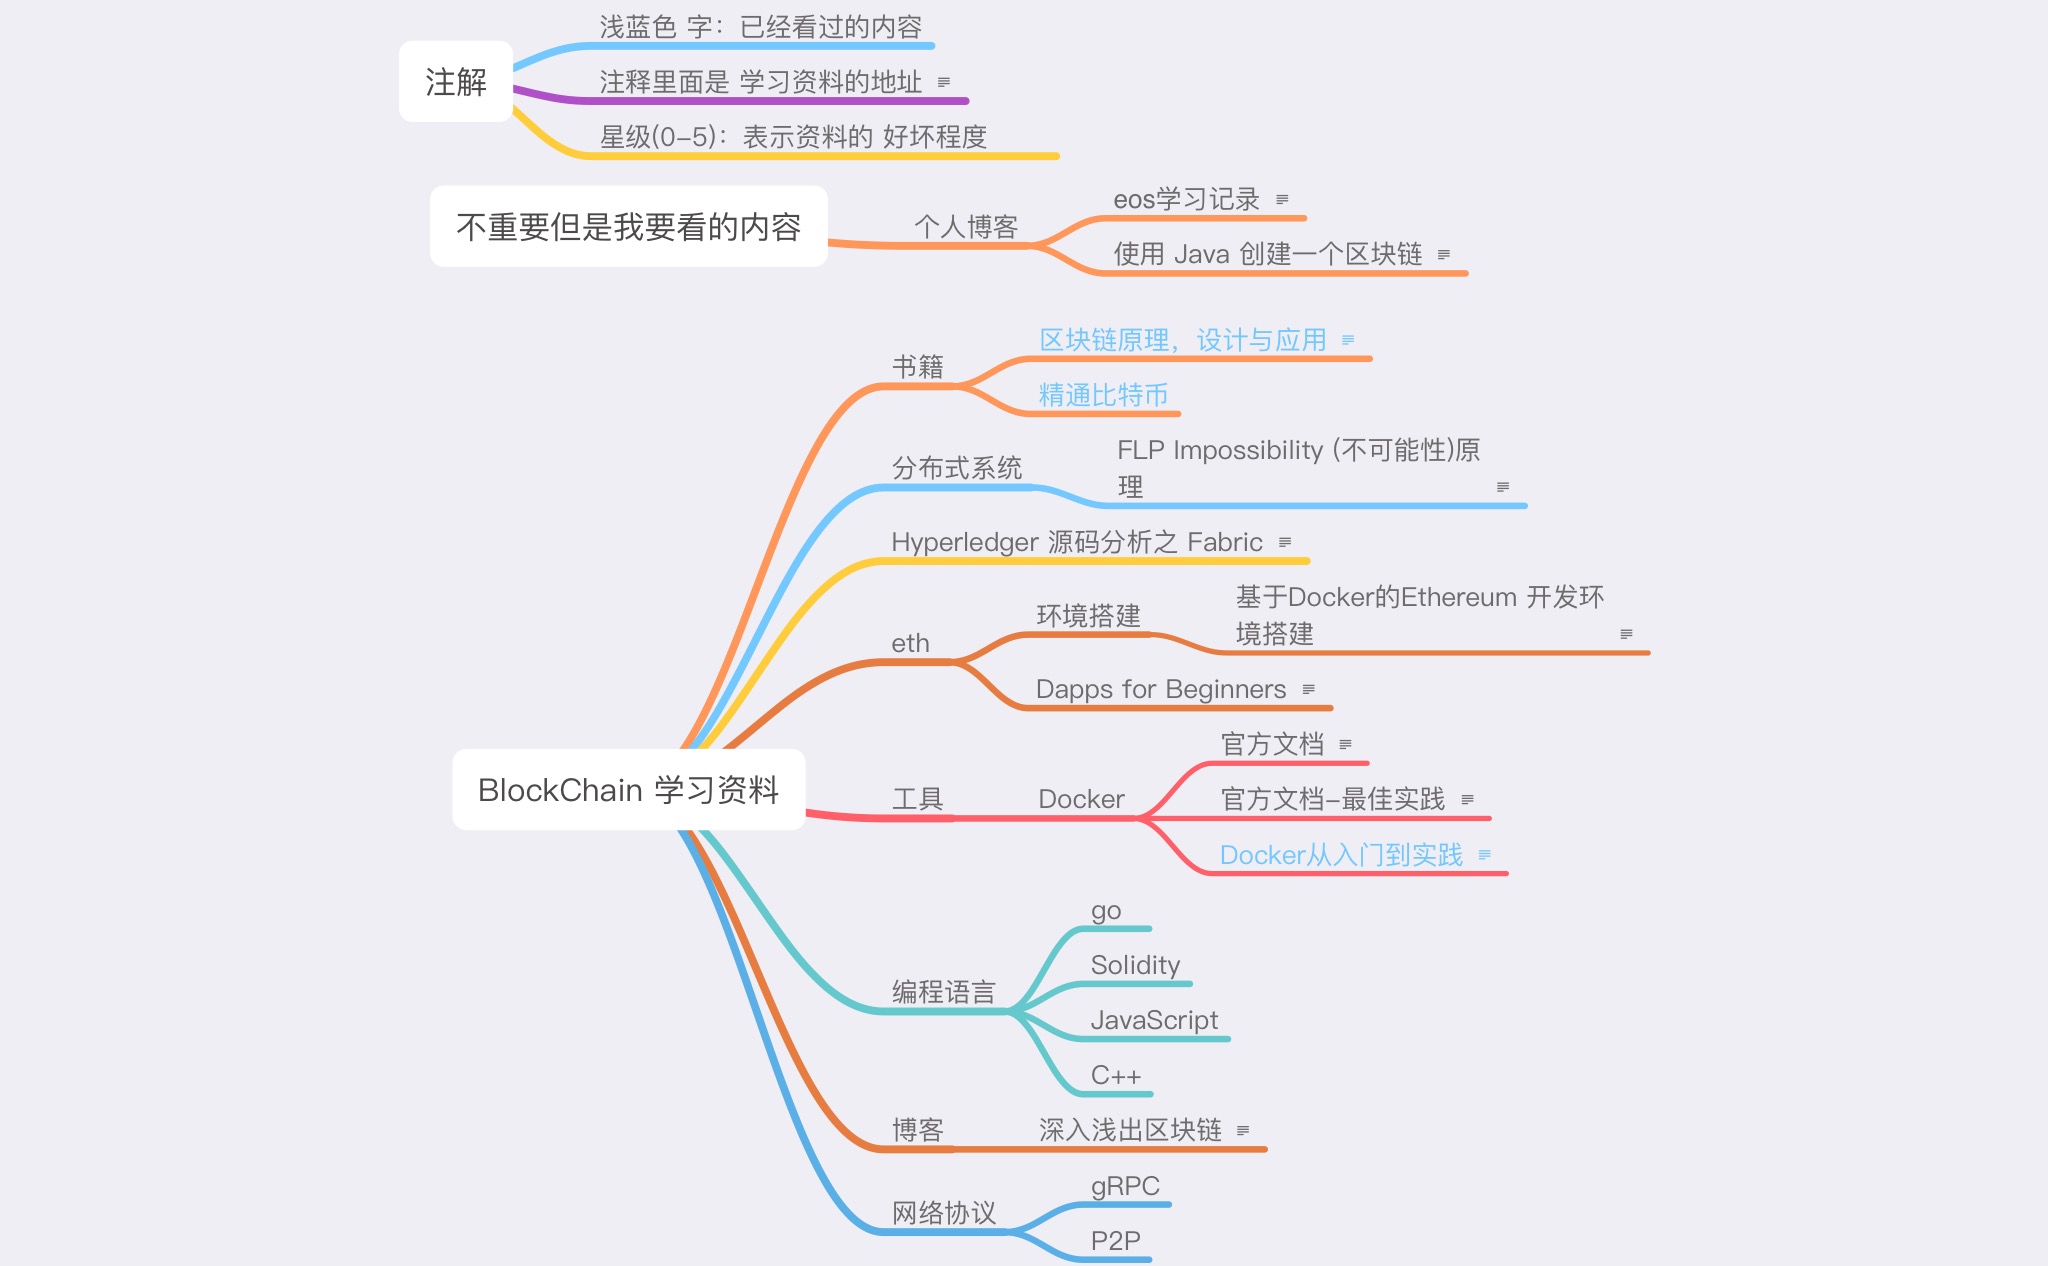 浅蓝色 字：已经看过的内容
注解
注释里面是 学习资料的地址
星级(0-5)：表示资料的 好坏程度
不重要但是我要看的内容
个人博客
eos学习记录
使用 Java 创建一个区块链
书籍
区块链原理，设计与应用
精通比特币
分布式系统
FLP Impossibility (不可能性)原
理
Hyperledger 源码分析之 Fabric
eth
环境搭建
基于Docker的Ethereum 开发环
境搭建
Dapps for Beginners
BlockChain 学习资料
工具
Docker
官方文档
官方文档-最佳实践
Docker从入门到实践
编程语言
go
Solidity
JavaScript
C++
博客
深入浅出区块链
网络协议
gRPC
P2P